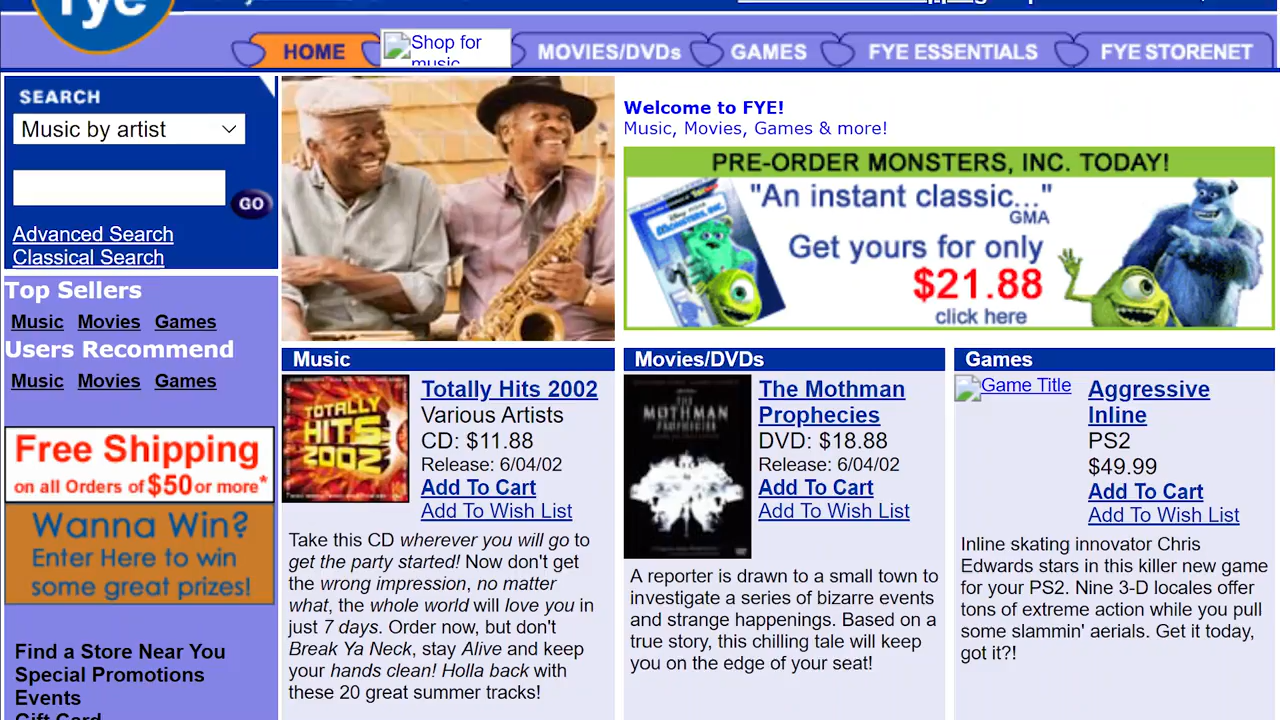 fye
HOME
Shop for
music
MOVIES/DVDs
GAMES
FYE ESSENTIALS
FYE STORENET
SEARCH
Music by artist
GO
Advanced Search
Classical Search
Top Sellers
Music Movies Games
Users Recommend
Music Movies Games
Free Shipping
on all Orders of $50 or more*
Wanna Win?
Enter Here to win
some great prizes!
Find a Store Near You
Special Promotions
Events
Gift Card
Welcome to FYE!
Music, Movies, Games & more!
PRE-ORDER MONSTERS, INC. TODAY!
"An instant classic..."
GMA
Get yours for only
$21.88
click here
MONSTERS, INC.
Music
TOTALLY
HITS
2002
Totally Hits 2002
Various Artists
CD: $11.88
Release: 6/04/02
Add To Cart
Add To Wish List
Take this CD wherever you will go to
get the party started! Now don't get
the wrong impression, no matter
what, the whole world will love you in
just 7 days. Order now, but don't
Break Ya Neck, stay Alive and keep
your hands clean! Holla back with
these 20 great summer tracks!
Movies/DVDs
THE
MOTHMAN
PROPHECIES
The Mothman
Prophecies
DVD: $18.88
Release: 6/04/02
Add To Cart
Add To Wish List
A reporter is drawn to a small town to
investigate a series of bizarre events
and strange happenings. Based on a
true story, this chilling tale will keep
you on the edge of your seat!
Games
Game Title
Aggressive
Inline
PS2
$49.99
Add To Cart
Add To Wish List
Inline skating innovator Chris
Edwards stars in this killer new game
for your PS2. Nine 3-D locales offer
tons of extreme action while you pull
some slammin' aerials. Get it today,
got it?!